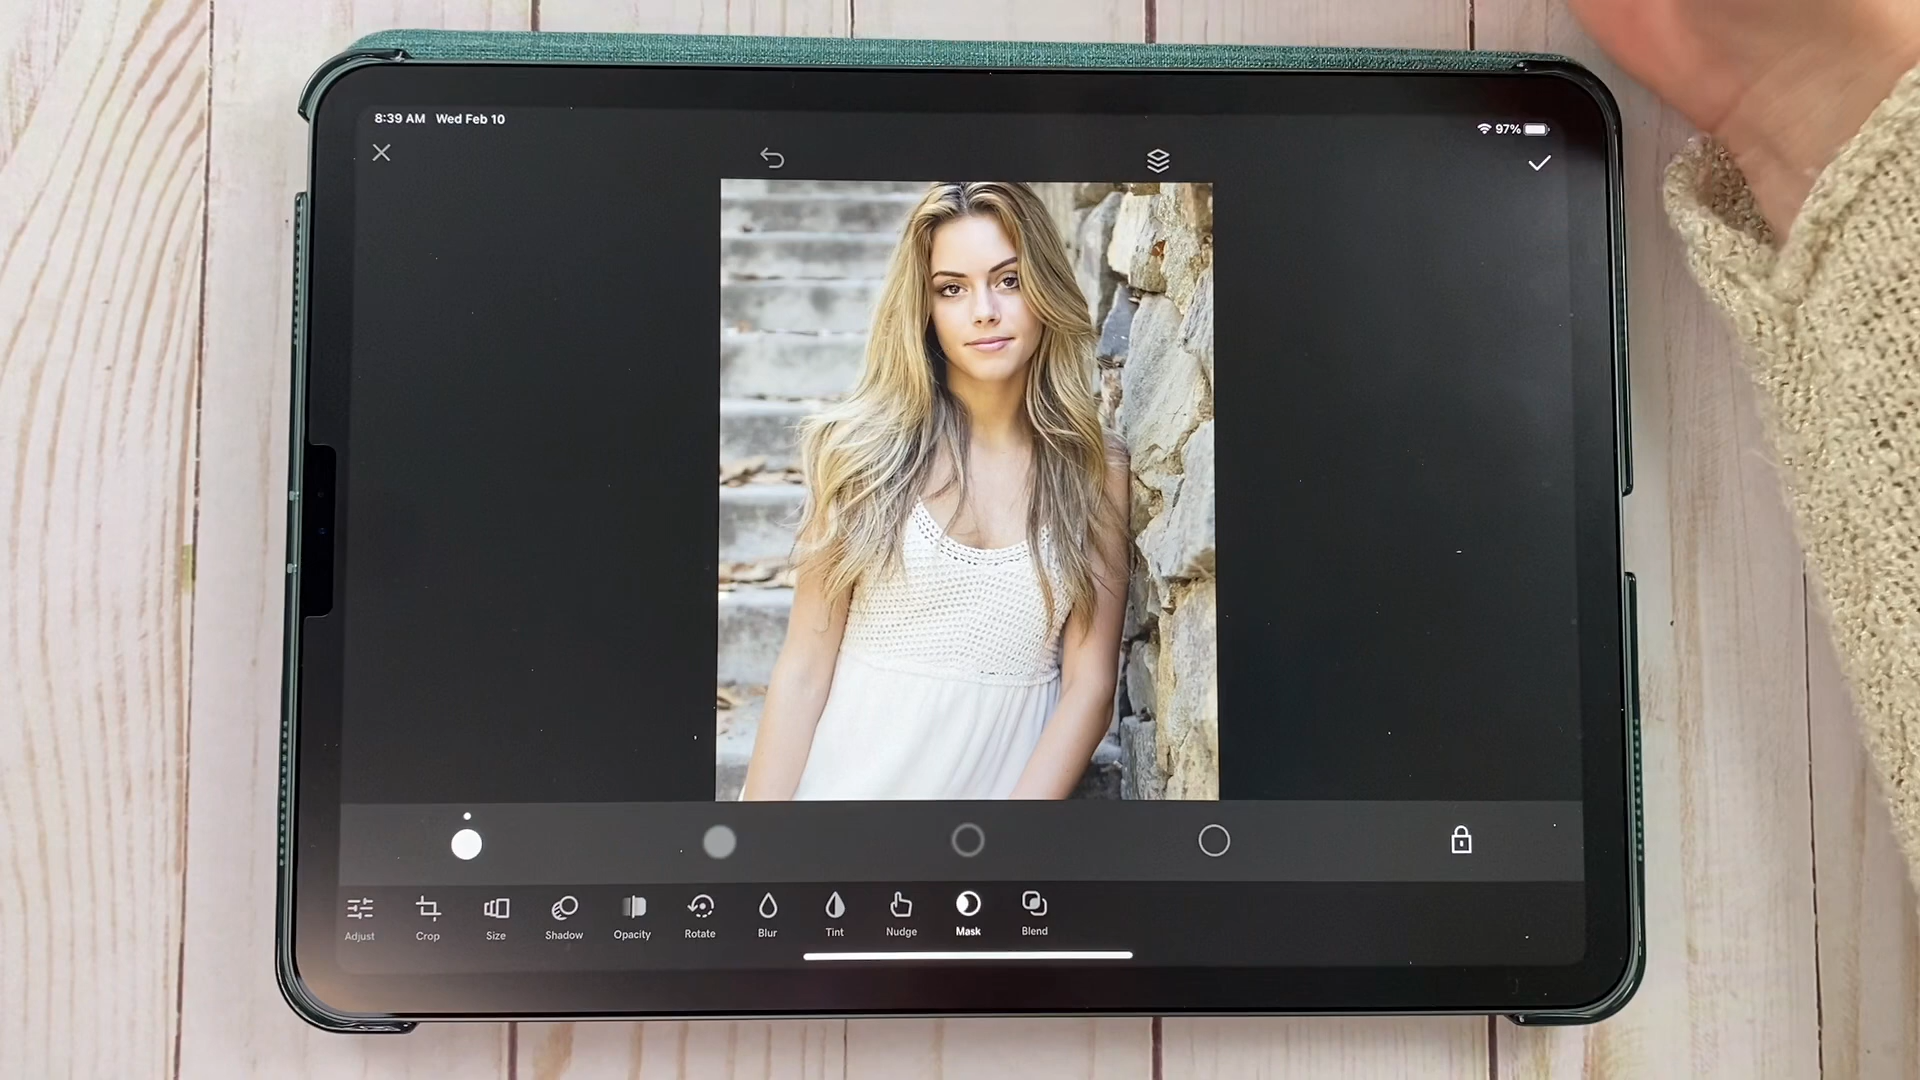 8:39 AM Wed Feb 10
97%
Adjust Crop Size Shadow Opacity Rotate Blur Tint Nudge Mask Blend